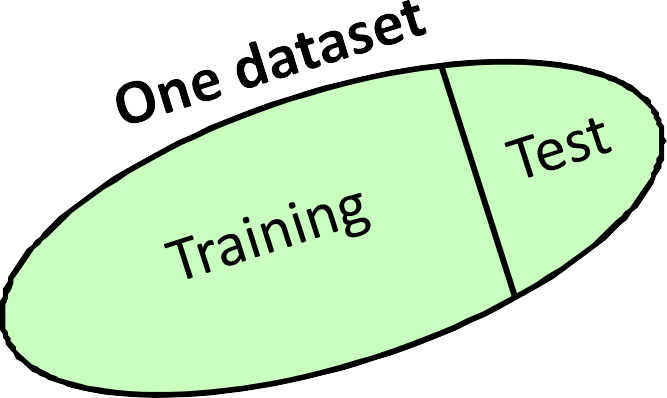 One dataset
Training
Test